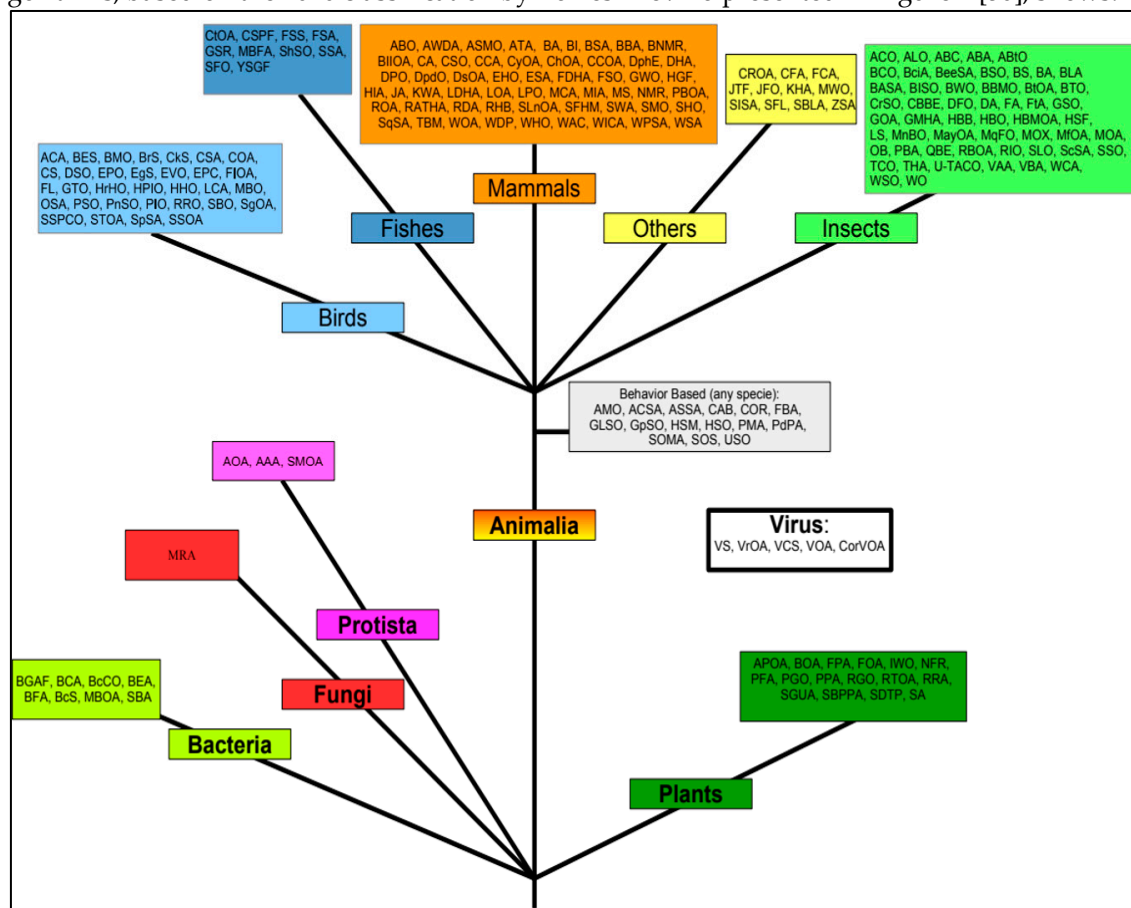 CtOA, CSPF, FSS, FSA,
GSR, MBFA, ShSO, SSA,
SFO, YSGF
ABO, AWDA, ASMO, ATA, BA, BI, BSA, BBA, BNMR,
BIIOA, CA, CSO, CCA, CyOA, ChOA, CCOA, DphE, DHA,
DPO, DpdO, DsOA, EHO, ESA, FDHA, FSO, GWO, HGF,
HIA, JA, KWA, LDHA, LOA, LPO, MCA, MIA, MS, NMR, PBOA,
ROA, RATHA, RDA, RHB, SLnOA, SFHM, SWA, SMO, SHO,
SqSA, TBM, WOA, WDP, WHO, WAC, WICA, WPSA, WSA
CROA, CFA, FCA,
JTF, JFO, KHA, MWO,
SISA, SFL, SBLA, ZSA
ACO, ALO, ABC, ABA, ABtO
BCO, BciA, BeeSA, BSO, BS, BA, BLA
BASA, BISO, BWO, BBMO, BtOA, BTO,
CrSO, CBBE, DFO, DA, FA, FtA, GSO,
GOA, GMHA, HBB, HBO, HBMOA, HSF,
LS, MnBO, MayOA, MqFO, MOX, MfOA, MOA,
OB, PBA, QBE, RBOA, RIO, SLO, ScSA, SSO,
TCO, THA, U-TACO, VAA, VBA, WCA,
WSO, WO
ACA, BES, BMO, BrS, CkS, CSA, COA,
CS, DSO, EPO, EgS, EVO, EPC, FIOA,
FL, GTO, HrHO, HPIO, HHO, LCA, MBO,
OSA, PSO, PnSO, PIO, RRO, SBO, SgOA,
SSPCO, STOA, SpSA, SSOA
Mammals
Fishes
Others
Insects
Birds
Behavior Based (any specie):
AMO, ACSA, ASSA, CAB, COR, FBA,
GLSO, GpSO, HSM, HSO, PMA, PdPA,
SOMA, SOS, USO
AOA, AAA, SMOA
Animalia
Virus:
VS, VrOA, VCS, VOA, CorVOA
MRA
Protista
BGAF, BCA, BcCO, BEA,
BFA, BcS, MBOA, SBA
Fungi
APOA, BOA, FPA, FOA, IWO, NFR,
PFA, PGO, PPA, RGO, RTOA, RRA,
SGUA, SBPPA, SDTP, SA
Bacteria
Plants